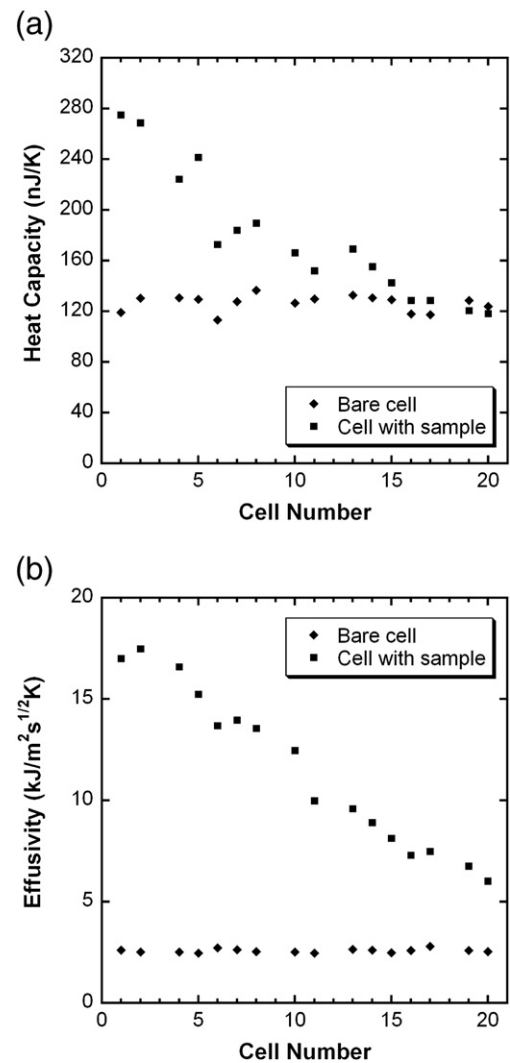 (a)
320
280
240
200
160
120
80
40
0
Heat Capacity (nJ/K)
Bare cell
Cell with sample
0 5 10 15 20
Cell Number
(b)
20
15
10
5
0
Effusivity (kJ/m²s¹/²K)
Bare cell
Cell with sample
0 5 10 15 20
Cell Number